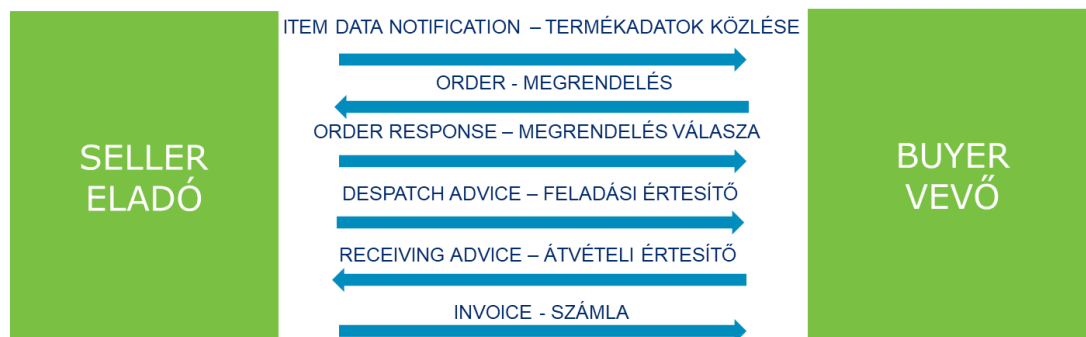 ITEM DATA NOTIFICATION – TERMÉKADATOK KÖZLÉSE
ORDER - MEGRENDELÉS
ORDER RESPONSE – MEGRENDELÉS VÁLASZA
SELLER
ELADÓ
BUYER
VEVŐ
DESPATCH ADVICE – FELADÁSI ÉRTESÍTŐ
RECEIVING ADVICE – ÁTVÉTELI ÉRTESÍTŐ
INVOICE - SZÁMLA